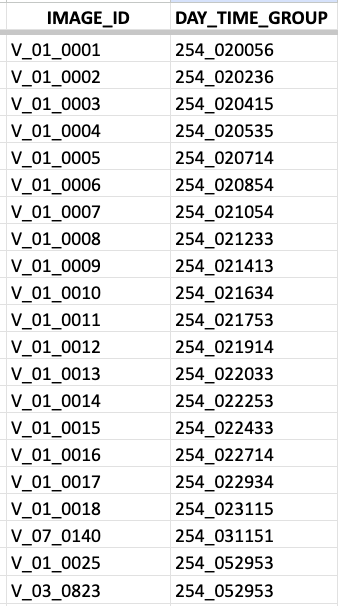 IMAGE_ID DAY_TIME_GROUP
V_01_0001 254_020056
V_01_0002 254_020236
V_01_0003 254_020415
V_01_0004 254_020535
V_01_0005 254_020714
V_01_0006 254_020854
V_01_0007 254_021054
V_01_0008 254_021233
V_01_0009 254_021413
V_01_0010 254_021634
V_01_0011 254_021753
V_01_0012 254_021914
V_01_0013 254_022033
V_01_0014 254_022253
V_01_0015 254_022433
V_01_0016 254_022714
V_01_0017 254_022934
V_01_0018 254_023115
V_07_0140 254_031151
V_01_0025 254_052953
V_03_0823 254_052953